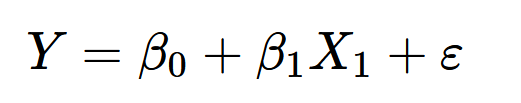 Y = β₀ + β₁X₁ + ε